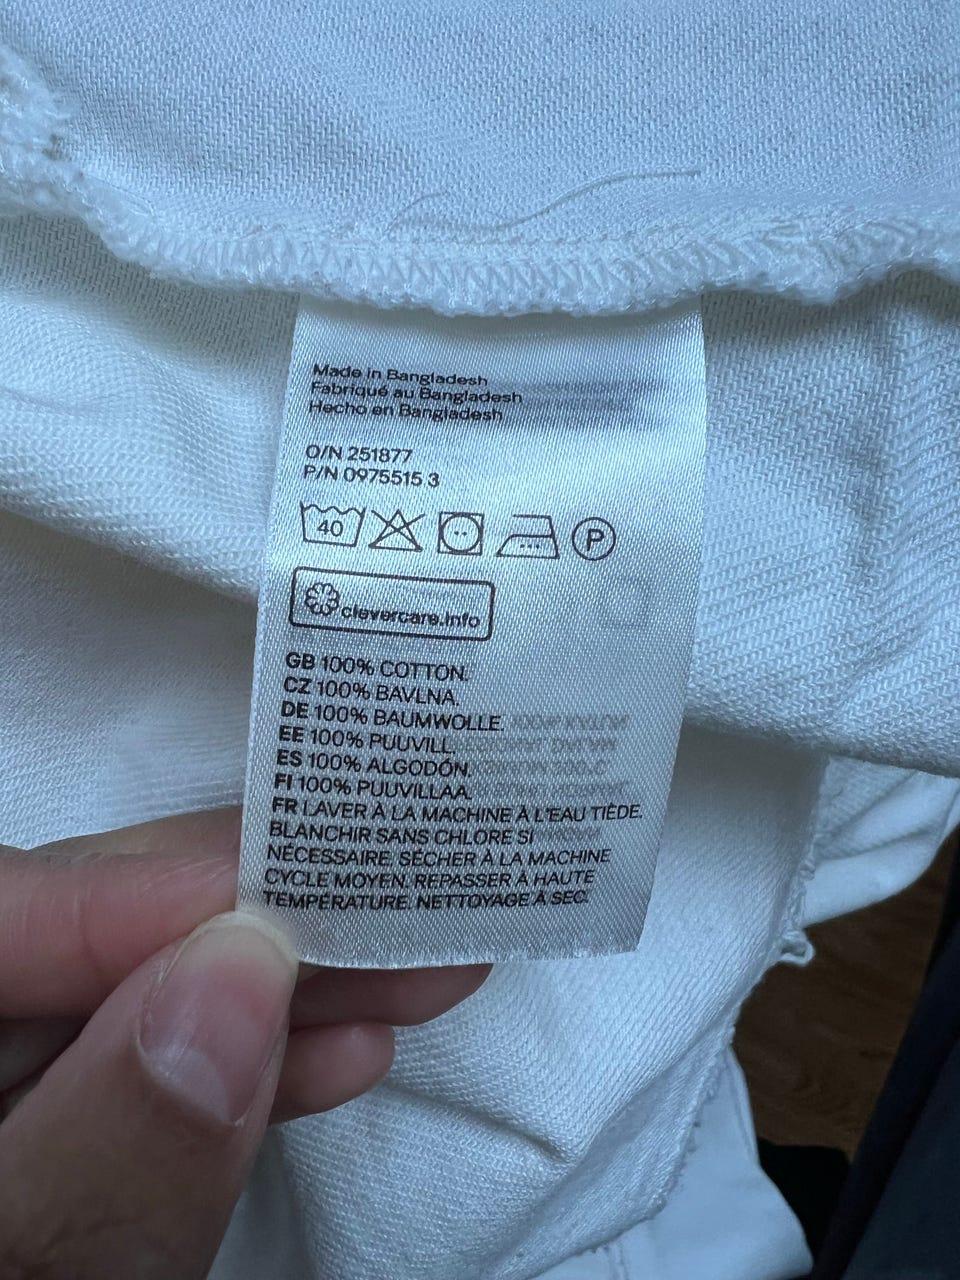 Made in Bangladesh
Fabriqué au Bangladesh
Hecho en Bangladesh
O/N 251877
P/N 0975515 3
40 P
clevercare.info
GB 100% COTTON.
CZ 100% BAVLNA.
DE 100% BAUMWOLLE.
EE 100% PUUVILL.
ES 100% ALGODÓN.
FI 100% PUUVILLAA.
FR LAVER À LA MACHINE À L'EAU TIÈDE.
BLANCHIR SANS CHLORE SI
NÉCESSAIRE. SÉCHER À LA MACHINE
CYCLE MOYEN. REPASSER À HAUTE
TEMPÉRATURE. NETTOYAGE À SEC.